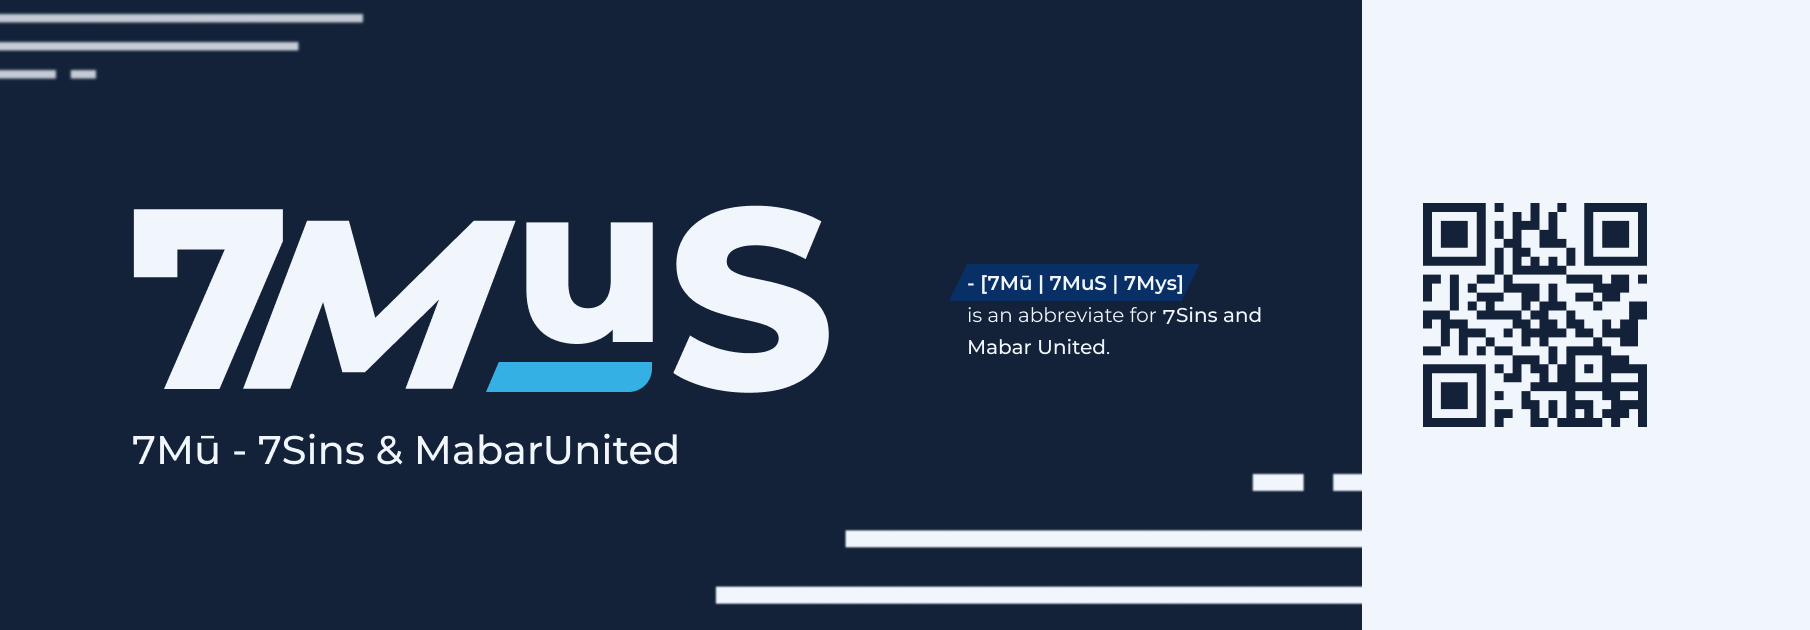 7MuS
7Mū - 7Sins & MabarUnited
- [7Mū | 7MuS | 7Mys]
is an abbreviate for 7Sins and
Mabar United.